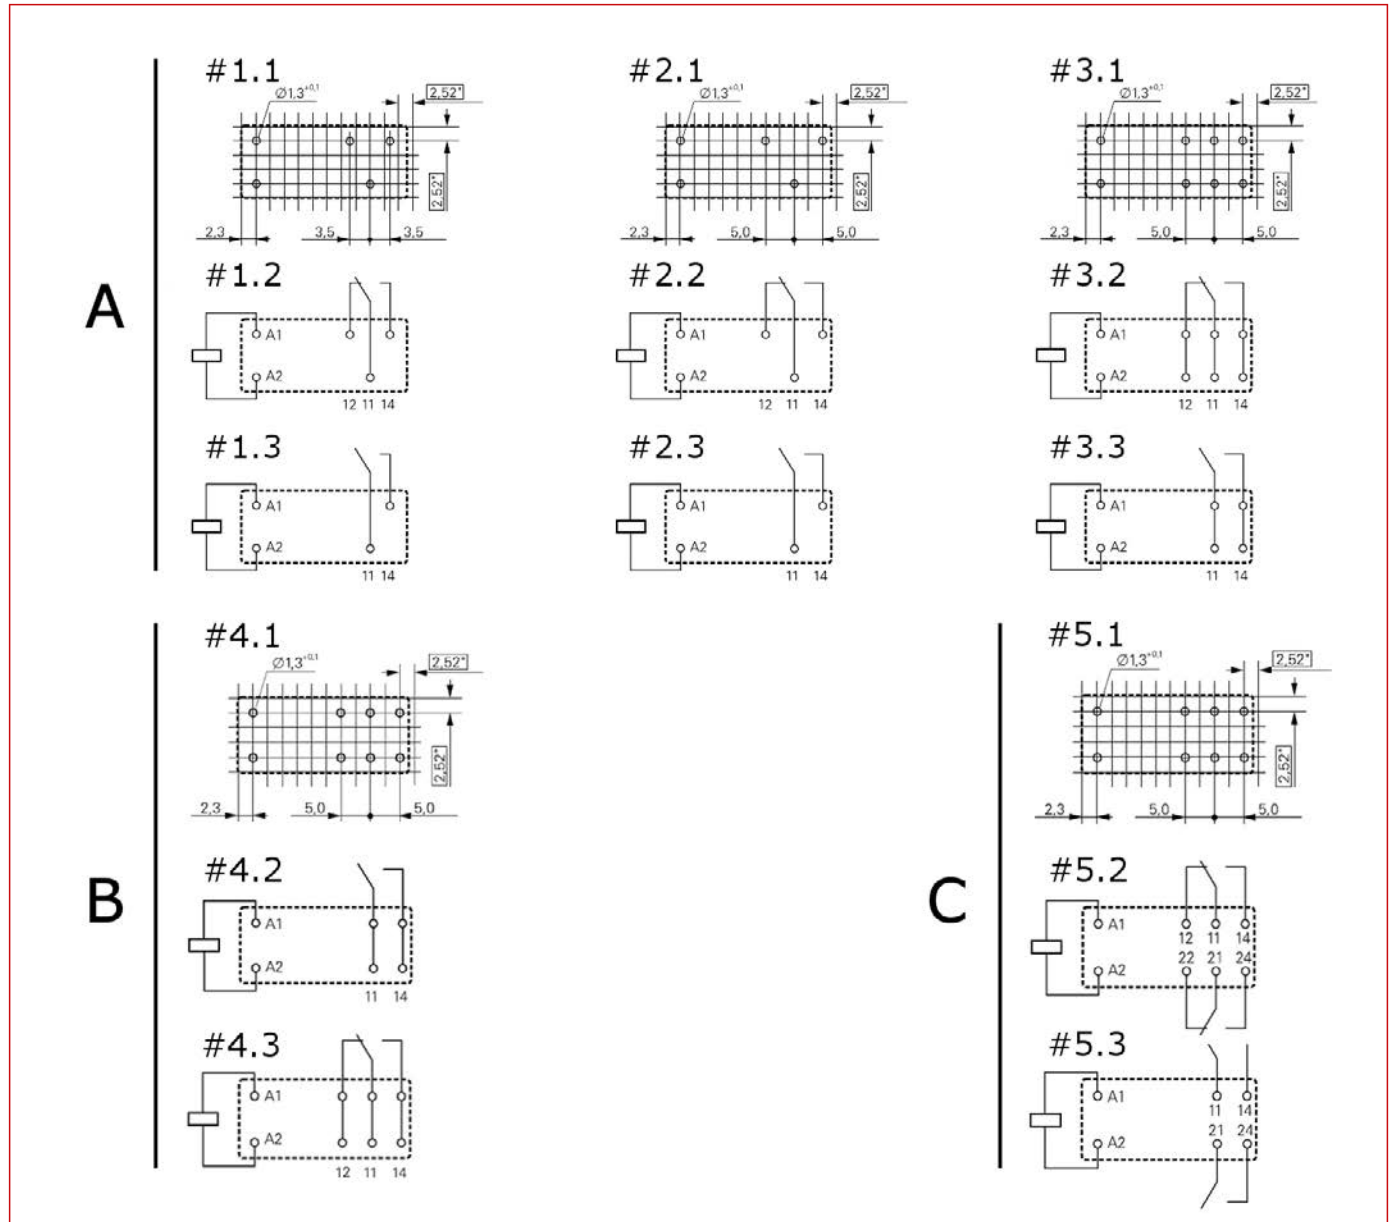 #1.1 #2.1 #3.1
Ø1,3+0,1 2,52* Ø1,3+0,1 2,52* Ø1,3+0,1 2,52*
2,52* 2,52* 2,52*
2,3 3,5 3,5 2,3 5,0 5,0 2,3 5,0 5,0
#1.2 #2.2 #3.2
A
A1 A1 A1
A2 A2 A2
12 11 14 12 11 14 12 11 14
#1.3 #2.3 #3.3
A1 A1 A1
A2 A2 A2
11 14 11 14 11 14
#4.1 #5.1
Ø1,3+0,1 2,52* Ø1,3+0,1 2,52*
2,52* 2,52*
2,3 5,0 5,0 2,3 5,0 5,0
#4.2 #5.2
B C
A1 A1 12 11 14
A2 A2 22 21 24
11 14
#4.3 #5.3
A1 A1 11 14
A2 A2 21 24
12 11 14